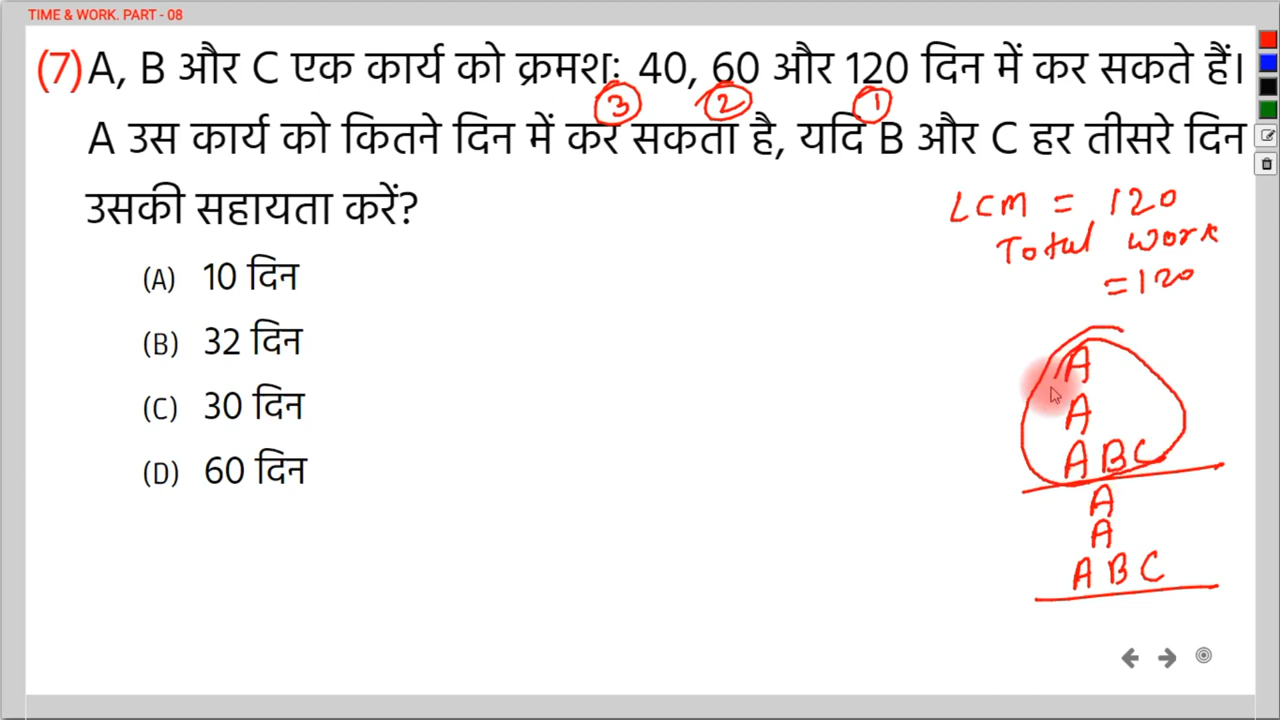 TIME & WORK. PART - 08
(7) A, B और C एक कार्य को क्रमशः 40, 60 और 120 दिन में कर सकते हैं।
3 2 1
A उस कार्य को कितने दिन में कर सकता है, यदि B और C हर तीसरे दिन
उसकी सहायता करें?
LCM = 120
Total work
= 120
(A) 10 दिन
(B) 32 दिन
(C) 30 दिन
(D) 60 दिन
A
A
A B C
A
A
A B C